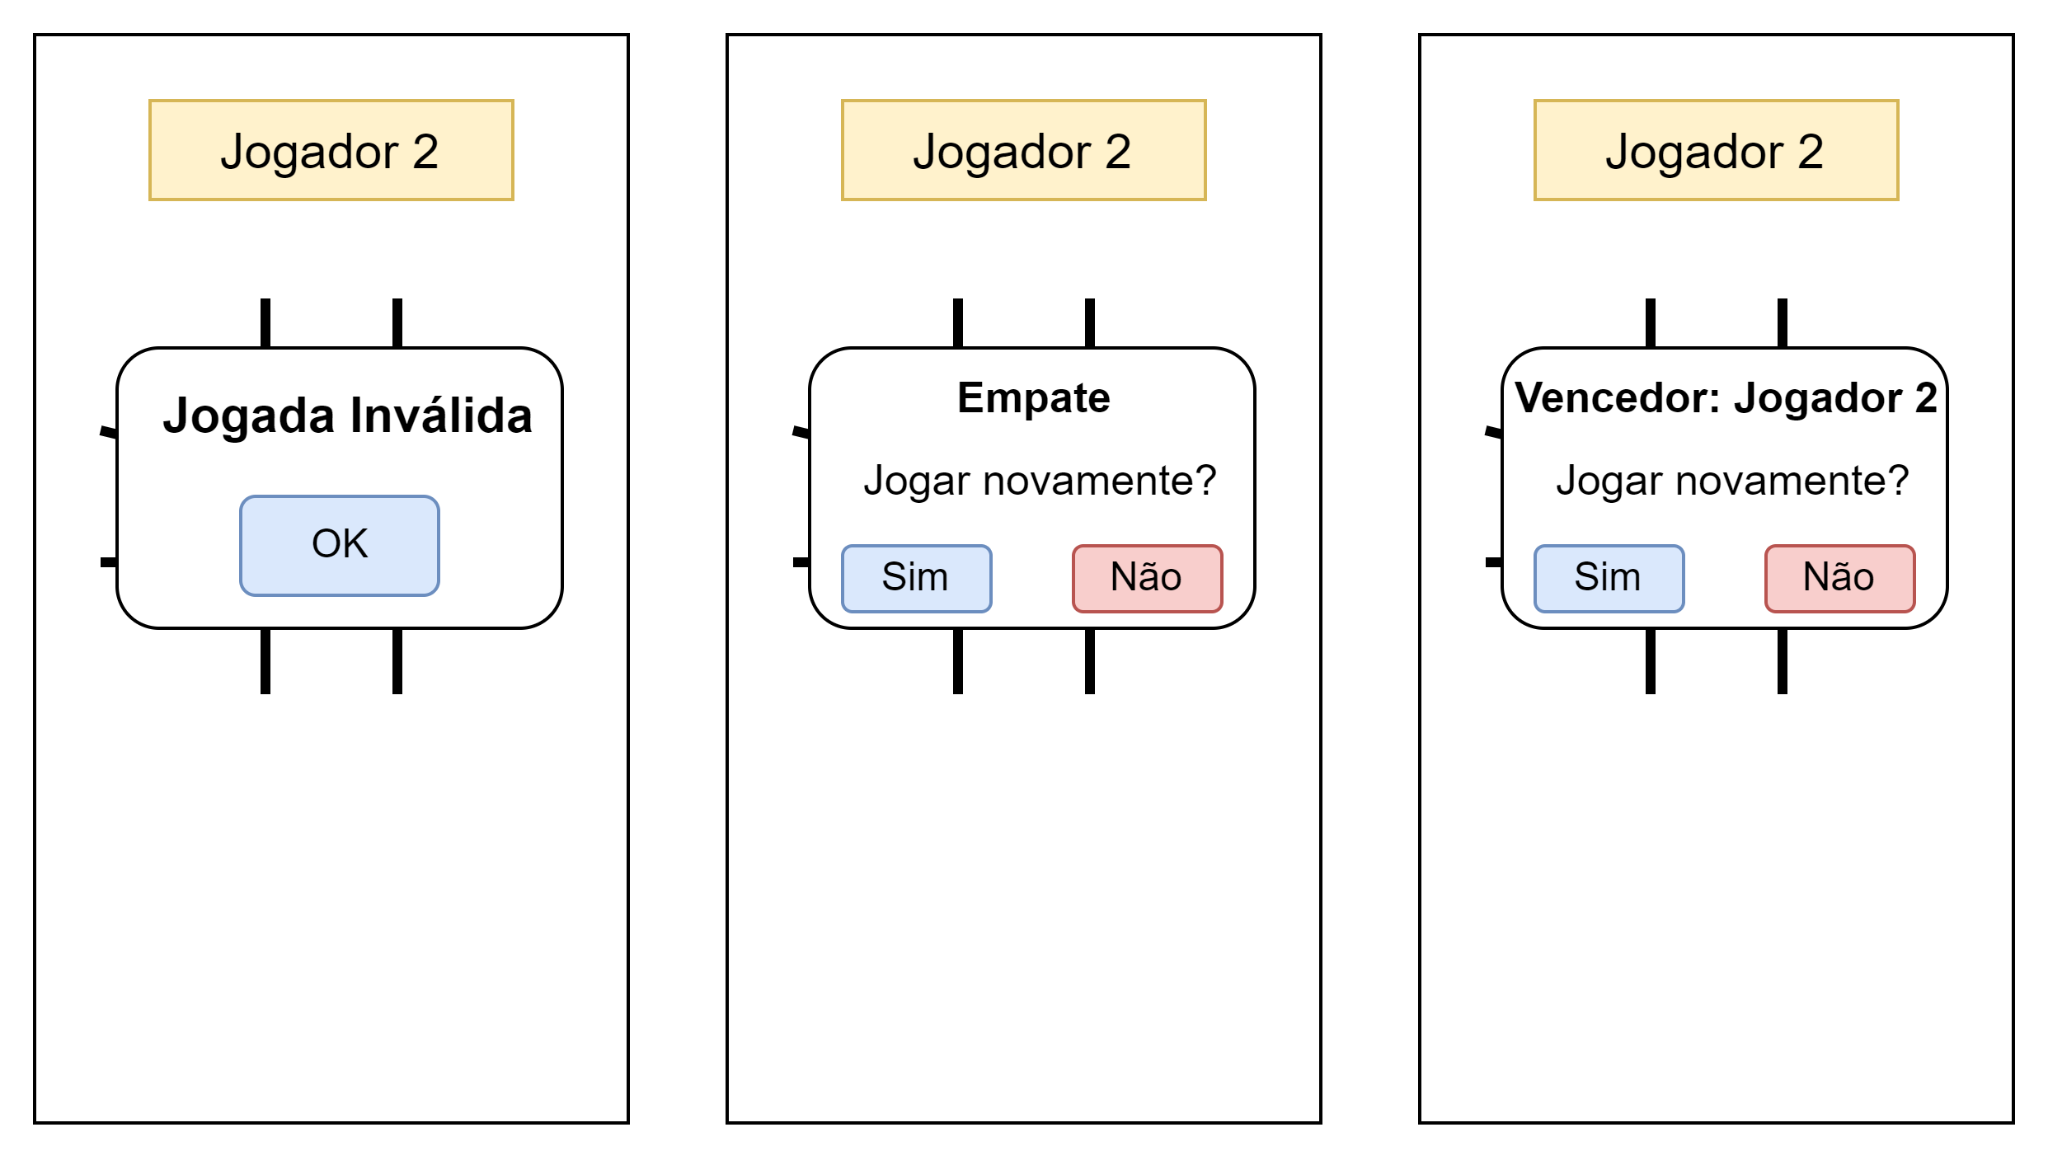 Jogador 2
Jogada Inválida
OK
Jogador 2
Empate
Jogar novamente?
Sim
Não
Jogador 2
Vencedor: Jogador 2
Jogar novamente?
Sim
Não